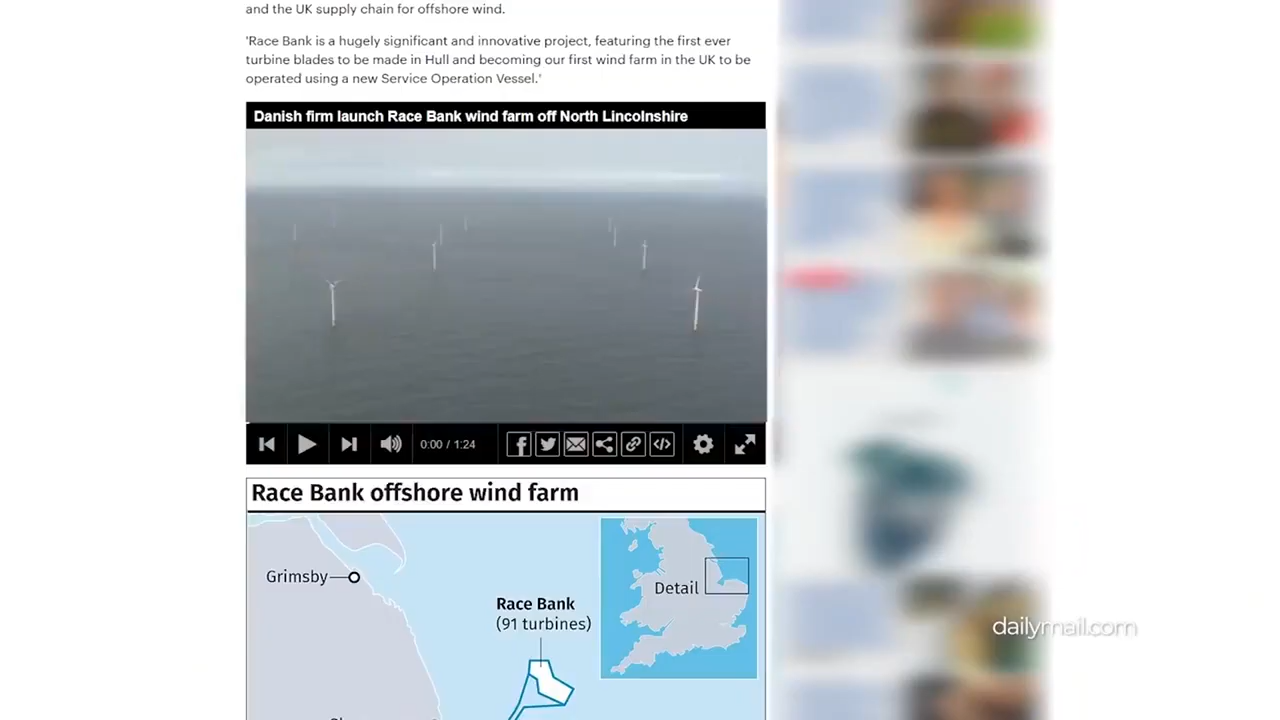 and the UK supply chain for offshore wind.
'Race Bank is a hugely significant and innovative project, featuring the first ever
turbine blades to be made in Hull and becoming our first wind farm in the UK to be
operated using a new Service Operation Vessel.'
Danish firm launch Race Bank wind farm off North Lincolnshire
0:00 / 1:24
Race Bank offshore wind farm
Grimsby
Detail
Race Bank
(91 turbines)
dailymail.com